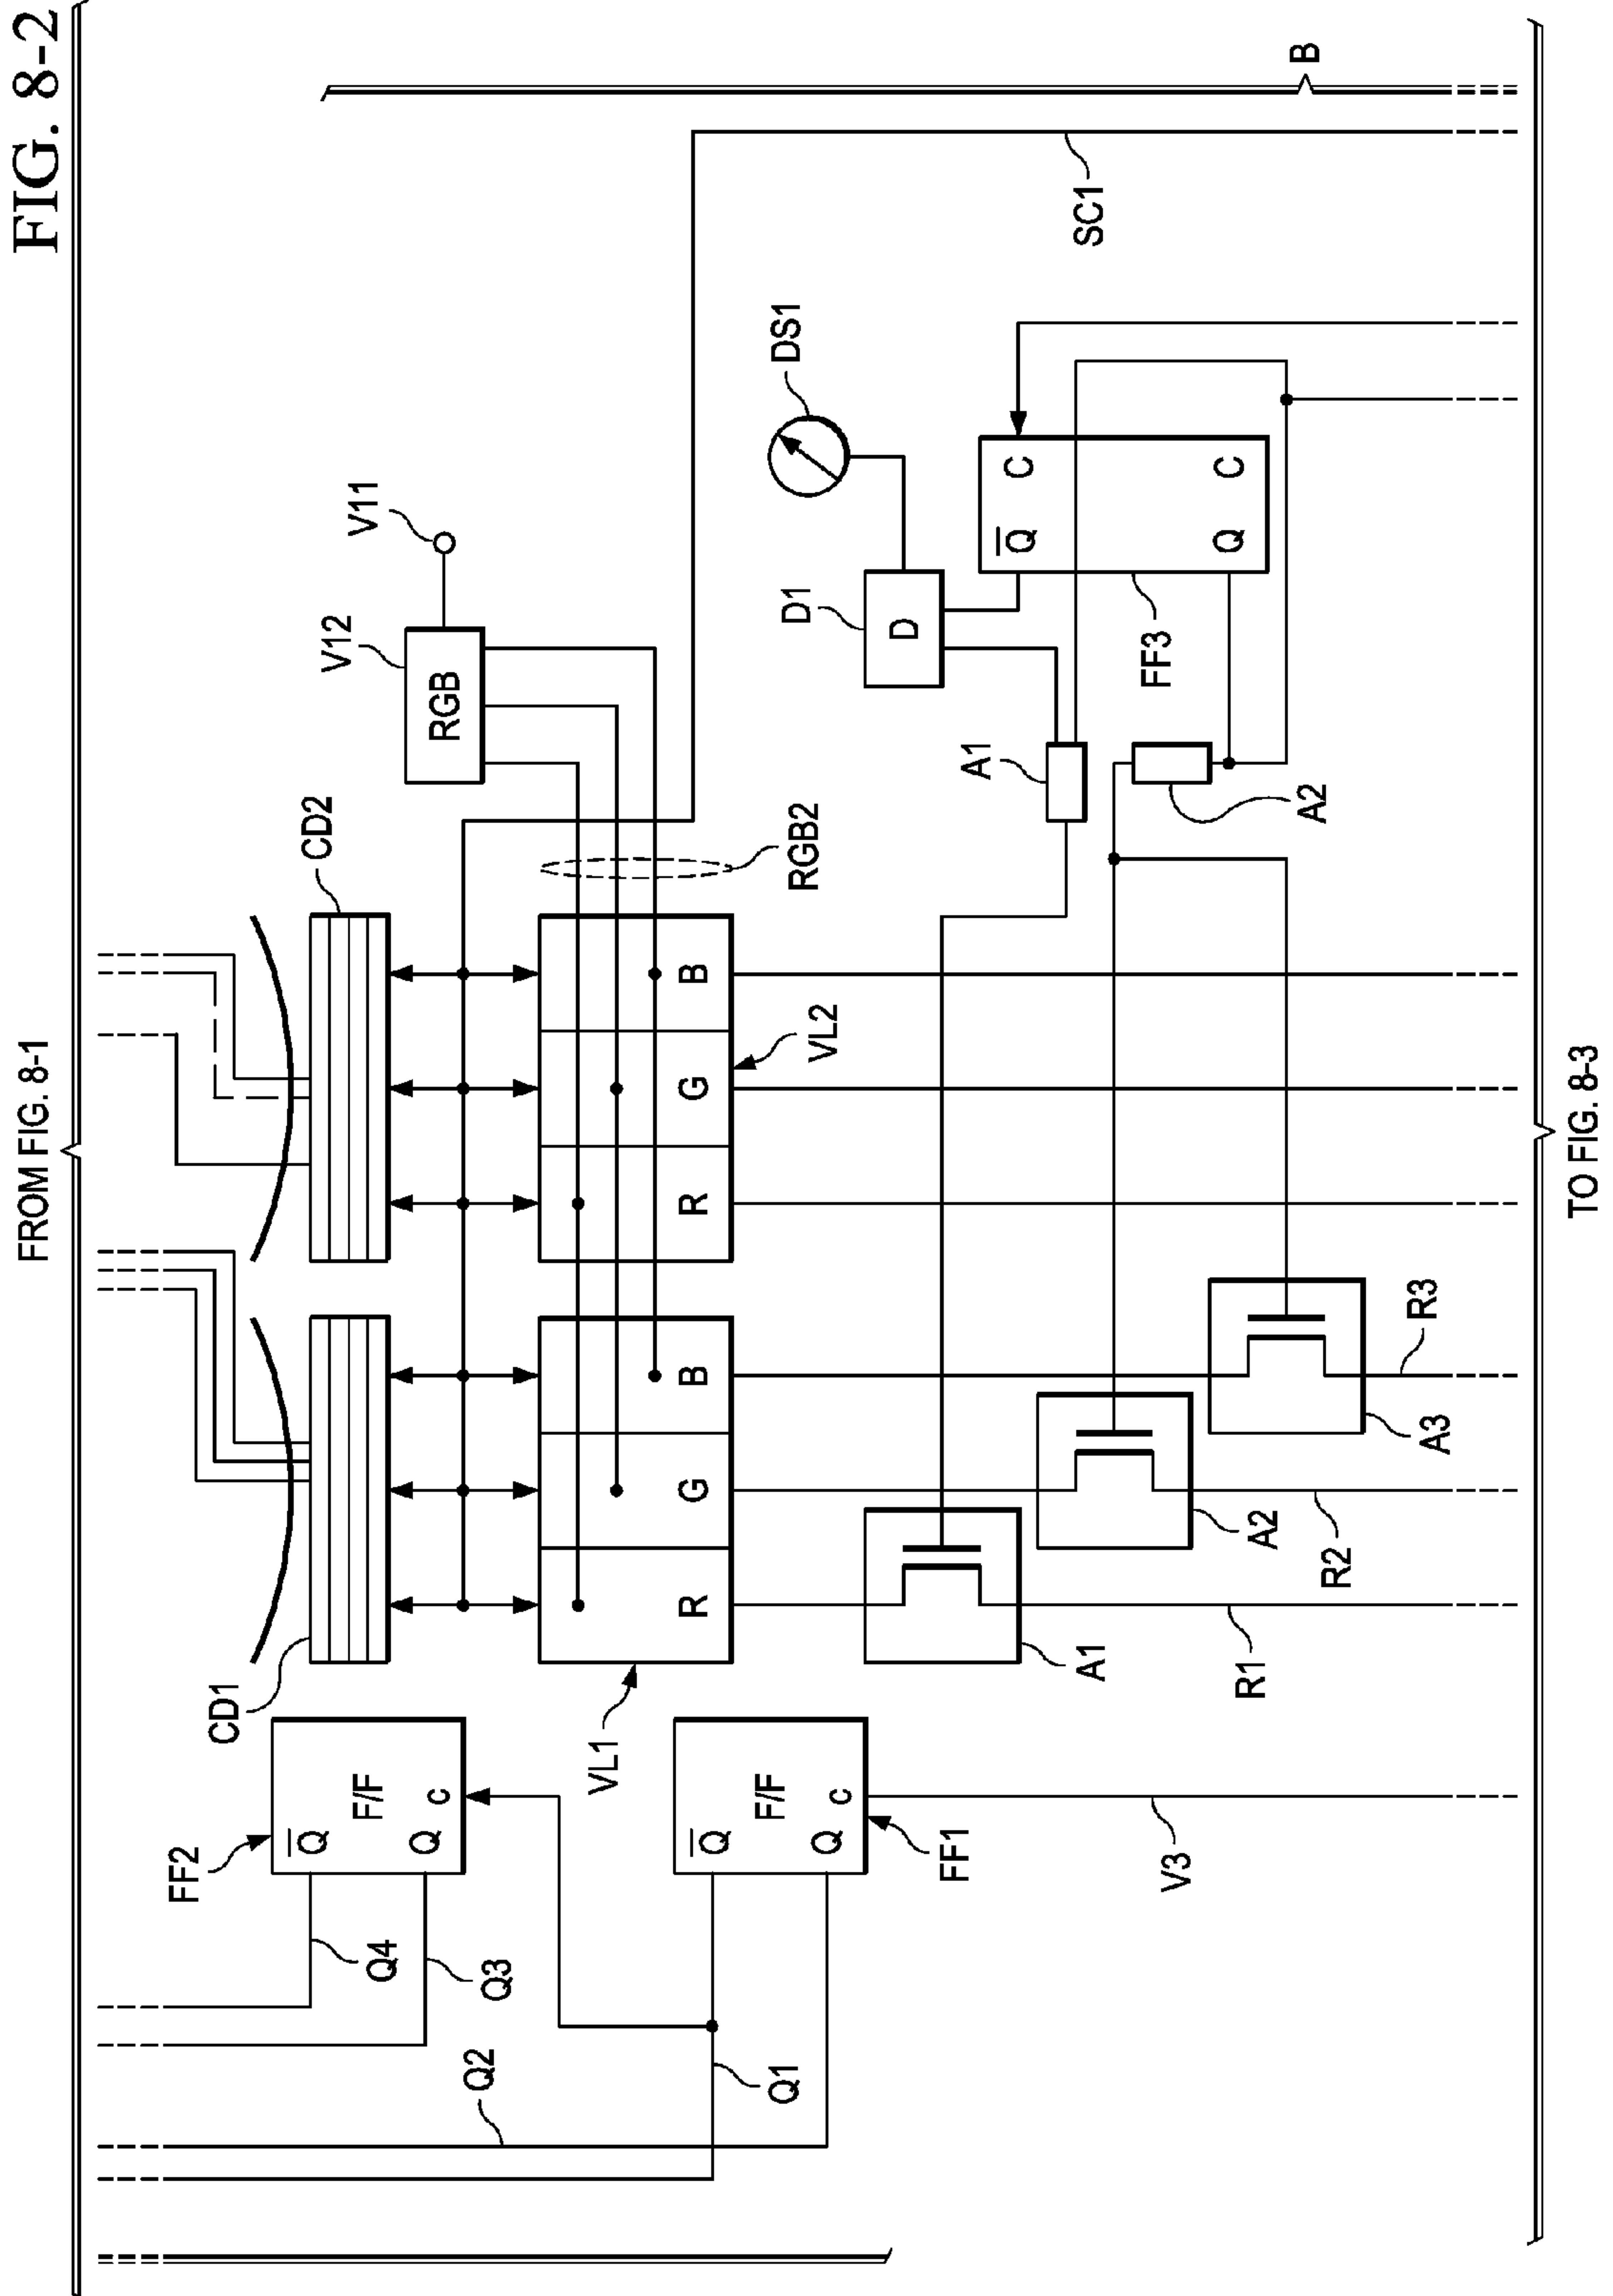 FIG. 8-2
FROM FIG. 8-1
FF2
CD1
CD2
Q̅
V12
V11
F/F
Q4
Q c
RGB
Q2
Q3
VL1
R G B
R G B
Q̅
F/F
Q1
DS1
D1
RGB2
VL2
Q c
D
FF1
A1
Q̅ C
A1
SC1
FF3
V3
Q C
R1
A2
B
A2
R2
R3
A3
TO FIG. 8-3